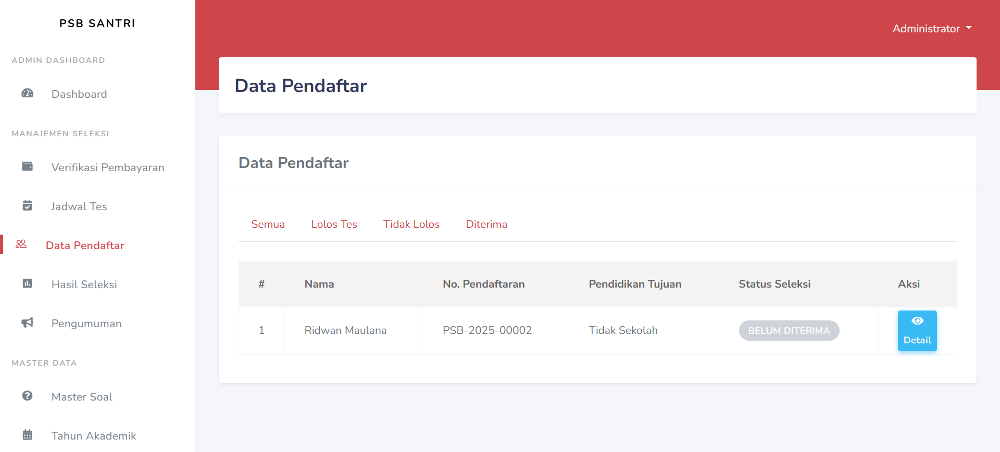 PSB SANTRI
ADMIN DASHBOARD
Dashboard
MANAJEMEN SELEKSI
Verifikasi Pembayaran
Jadwal Tes
Data Pendaftar
Hasil Seleksi
Pengumuman
MASTER DATA
Master Soal
Tahun Akademik
Administrator
Data Pendaftar
Data Pendaftar
Semua Lolos Tes Tidak Lolos Diterima
# Nama No. Pendaftaran Pendidikan Tujuan Status Seleksi Aksi
1 Ridwan Maulana PSB-2025-00002 Tidak Sekolah BELUM DITERIMA Detail